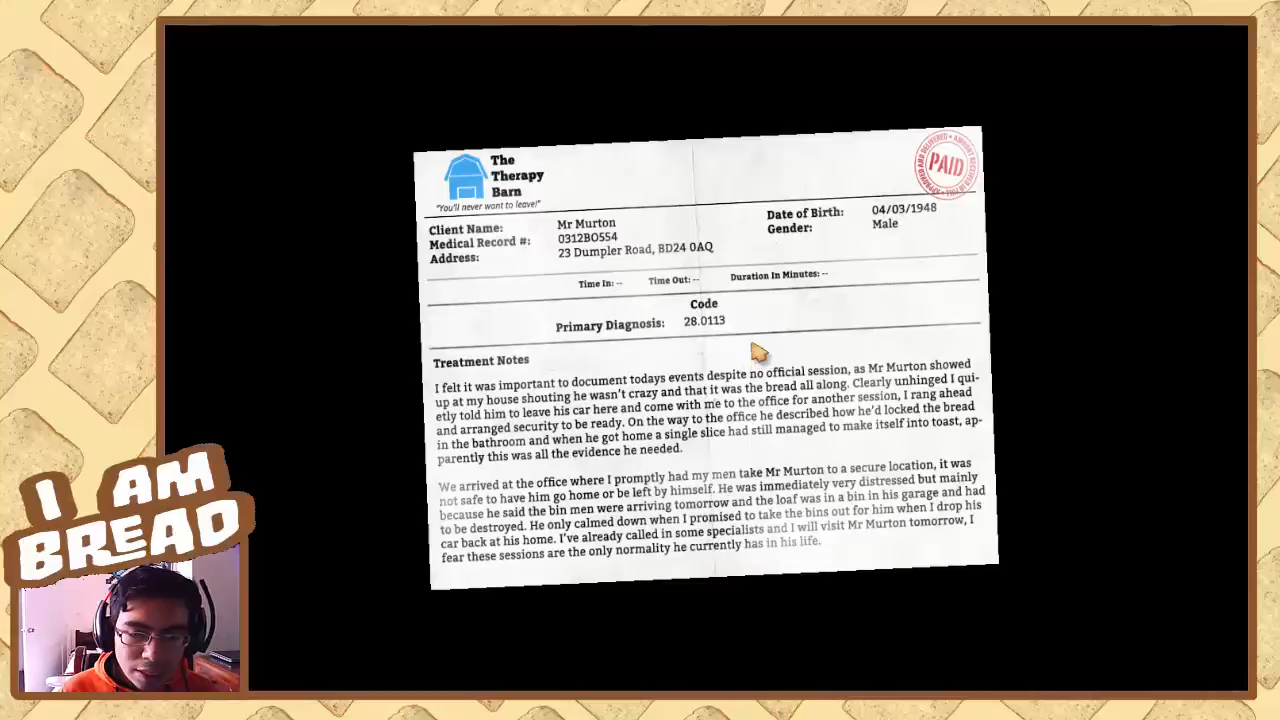 The
Therapy
Barn
"You'll never want to leave!"
PAID
Client Name: Mr Murton
Medical Record #: 0312BO554
Address: 23 Dumpler Road, BD24 0AQ
Date of Birth: 04/03/1948
Gender: Male
Time In: -- Time Out: -- Duration In Minutes: --
Code
Primary Diagnosis: 28.0113
Treatment Notes
I felt it was important to document todays events despite no official session, as Mr Murton showed
up at my house shouting he wasn't crazy and that it was the bread all along. Clearly unhinged I qui-
etly told him to leave his car here and come with me to the office for another session, I rang ahead
and arranged security to be ready. On the way to the office he described how he'd locked the bread
in the bathroom and when he got home a single slice had still managed to make itself into toast, ap-
parently this was all the evidence he needed.
We arrived at the office where I promptly had my men take Mr Murton to a secure location, it was
not safe to have him go home or be left by himself. He was immediately very distressed but mainly
because he said the bin men were arriving tomorrow and the loaf was in a bin in his garage and had
to be destroyed. He only calmed down when I promised to take the bins out for him when I drop his
car back at his home. I've already called in some specialists and I will visit Mr Murton tomorrow, I
fear these sessions are the only normality he currently has in his life.
I AM
BREAD